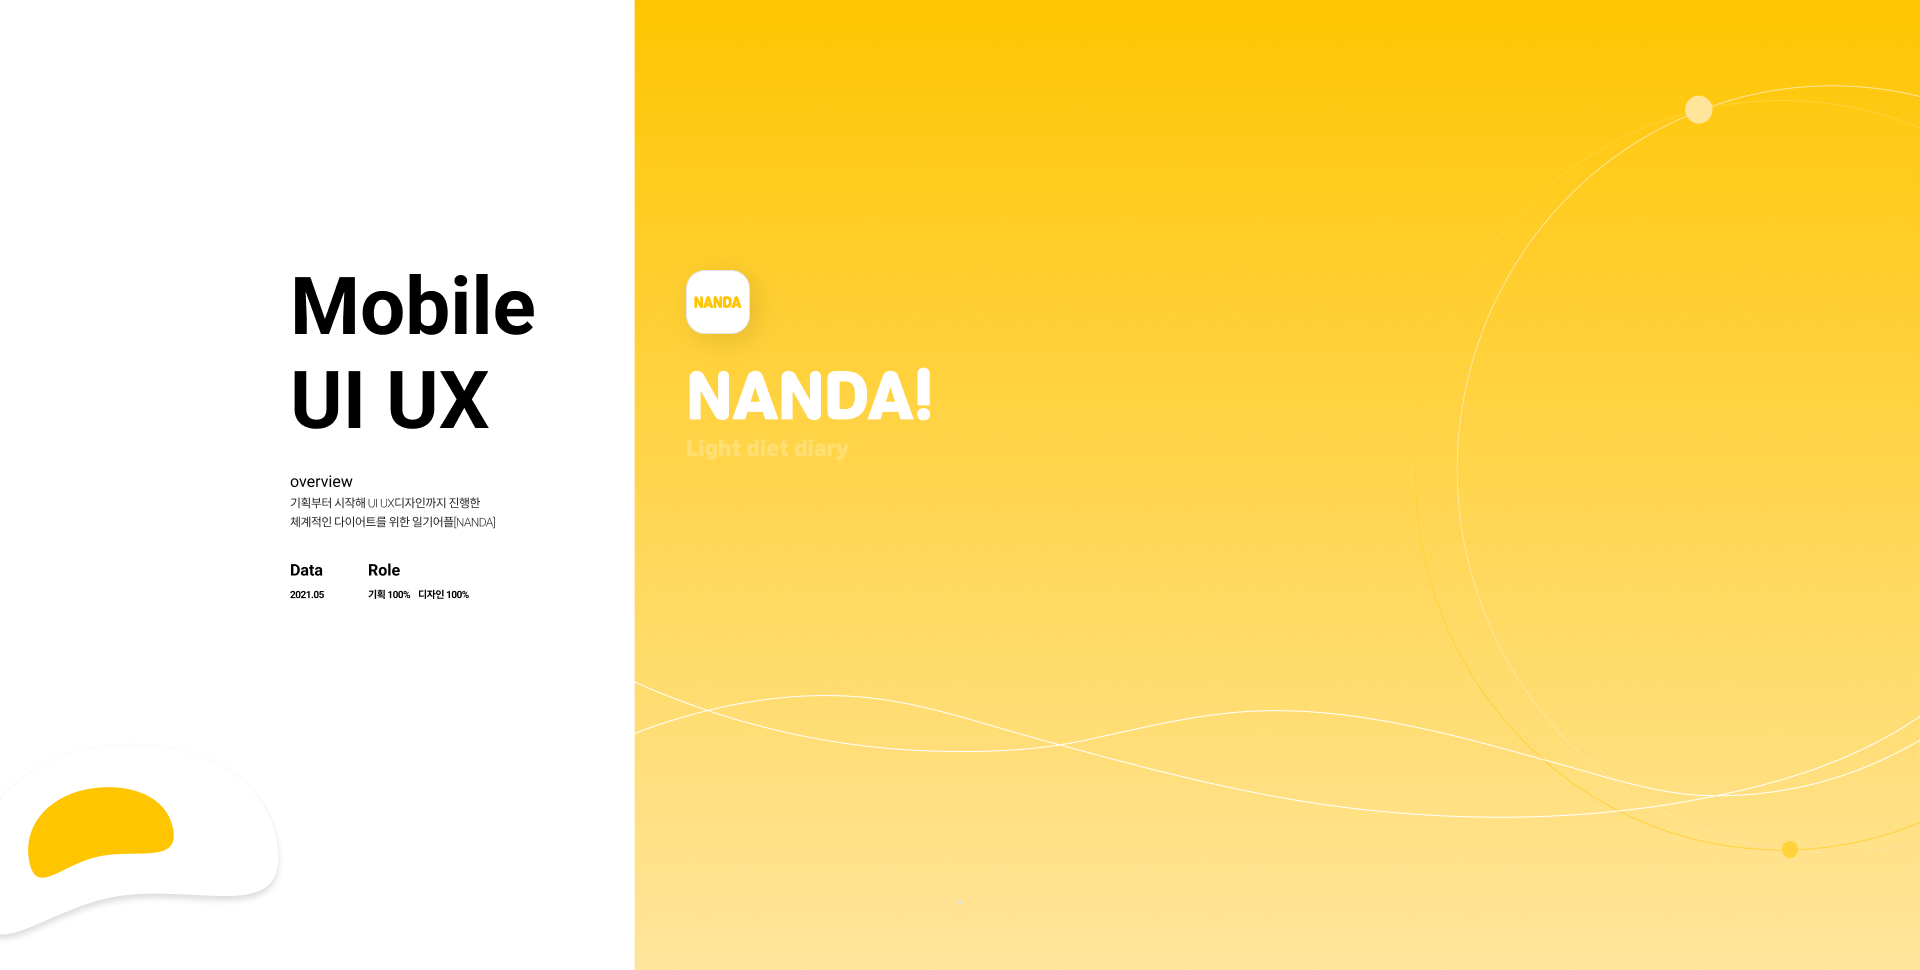 Mobile
UI UX
overview
기획부터 시작해 UI UX디자인까지 진행한
체계적인 다이어트를 위한 일기어플[NANDA]
Data
2021.05
Role
기획 100% 디자인 100%
NANDA
NANDA!
Light diet diary